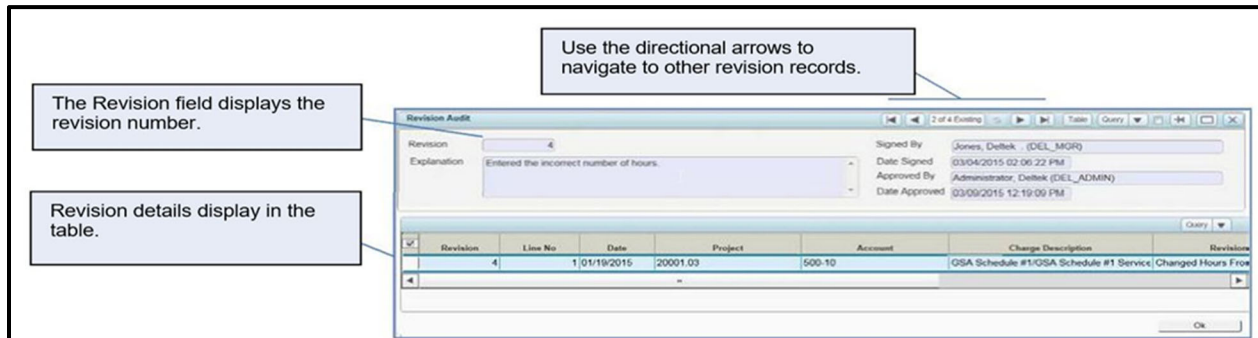 Use the directional arrows to
navigate to other revision records.
The Revision field displays the
revision number.
Revision details display in the
table.
Revision Audit
2 of 4 Existing
Table
Query
Revision
4
Explanation
Entered the incorrect number of hours.
Signed By
Jones, Deltek . (DEL_MGR)
Date Signed
03/04/2015 02:06:22 PM
Approved By
Administrator, Deltek (DEL_ADMIN)
Date Approved
03/09/2015 12:19:09 PM
Query
Revision Line No Date Project Account Charge Description Revision
4 1 01/19/2015 20001.03 500-10 GSA Schedule #1/GSA Schedule #1 Service Changed Hours From
Ok